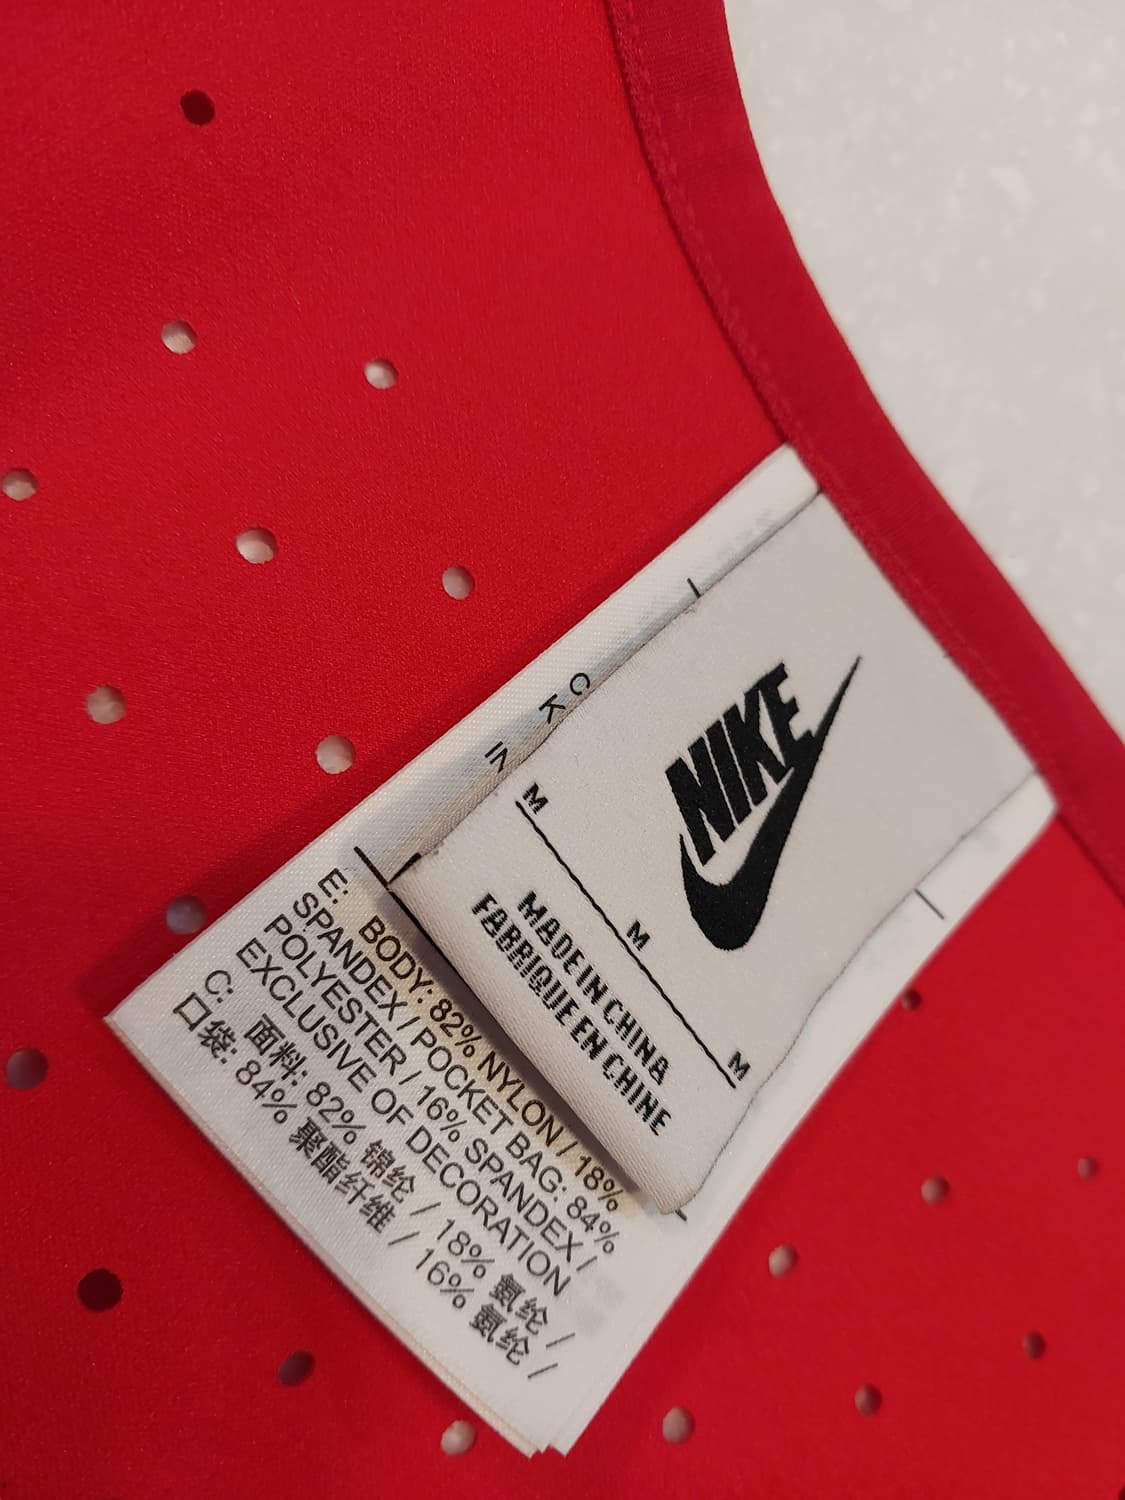 NIKE
M M M
MADE IN CHINA
FABRIQUE EN CHINE
E: BODY: 82% NYLON / 18%
SPANDEX / POCKET BAG: 84%
POLYESTER / 16% SPANDEX /
EXCLUSIVE OF DECORATION
C: 面料: 82% 锦纶 / 18% 氨纶 /
口袋: 84% 聚酯纤维 / 16% 氨纶 /